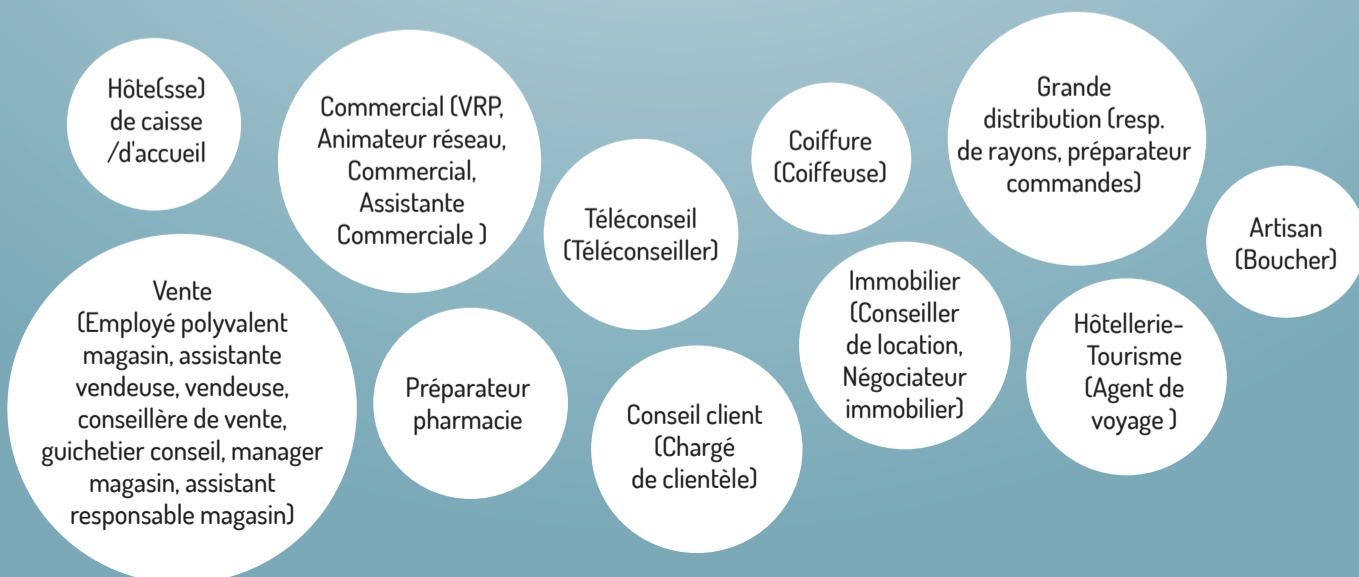 Hôte(sse)
de caisse
/d'accueil
Commercial (VRP,
Animateur réseau,
Commercial,
Assistante
Commerciale )
Téléconseil
(Téléconseiller)
Coiffure
(Coiffeuse)
Grande
distribution (resp.
de rayons, préparateur
commandes)
Artisan
(Boucher)
Vente
(Employé polyvalent
magasin, assistante
vendeuse, vendeuse,
conseillère de vente,
guichetier conseil, manager
magasin, assistant
responsable magasin)
Préparateur
pharmacie
Conseil client
(Chargé
de clientèle)
Immobilier
(Conseiller
de location,
Négociateur
immobilier)
Hôtellerie-
Tourisme
(Agent de
voyage )